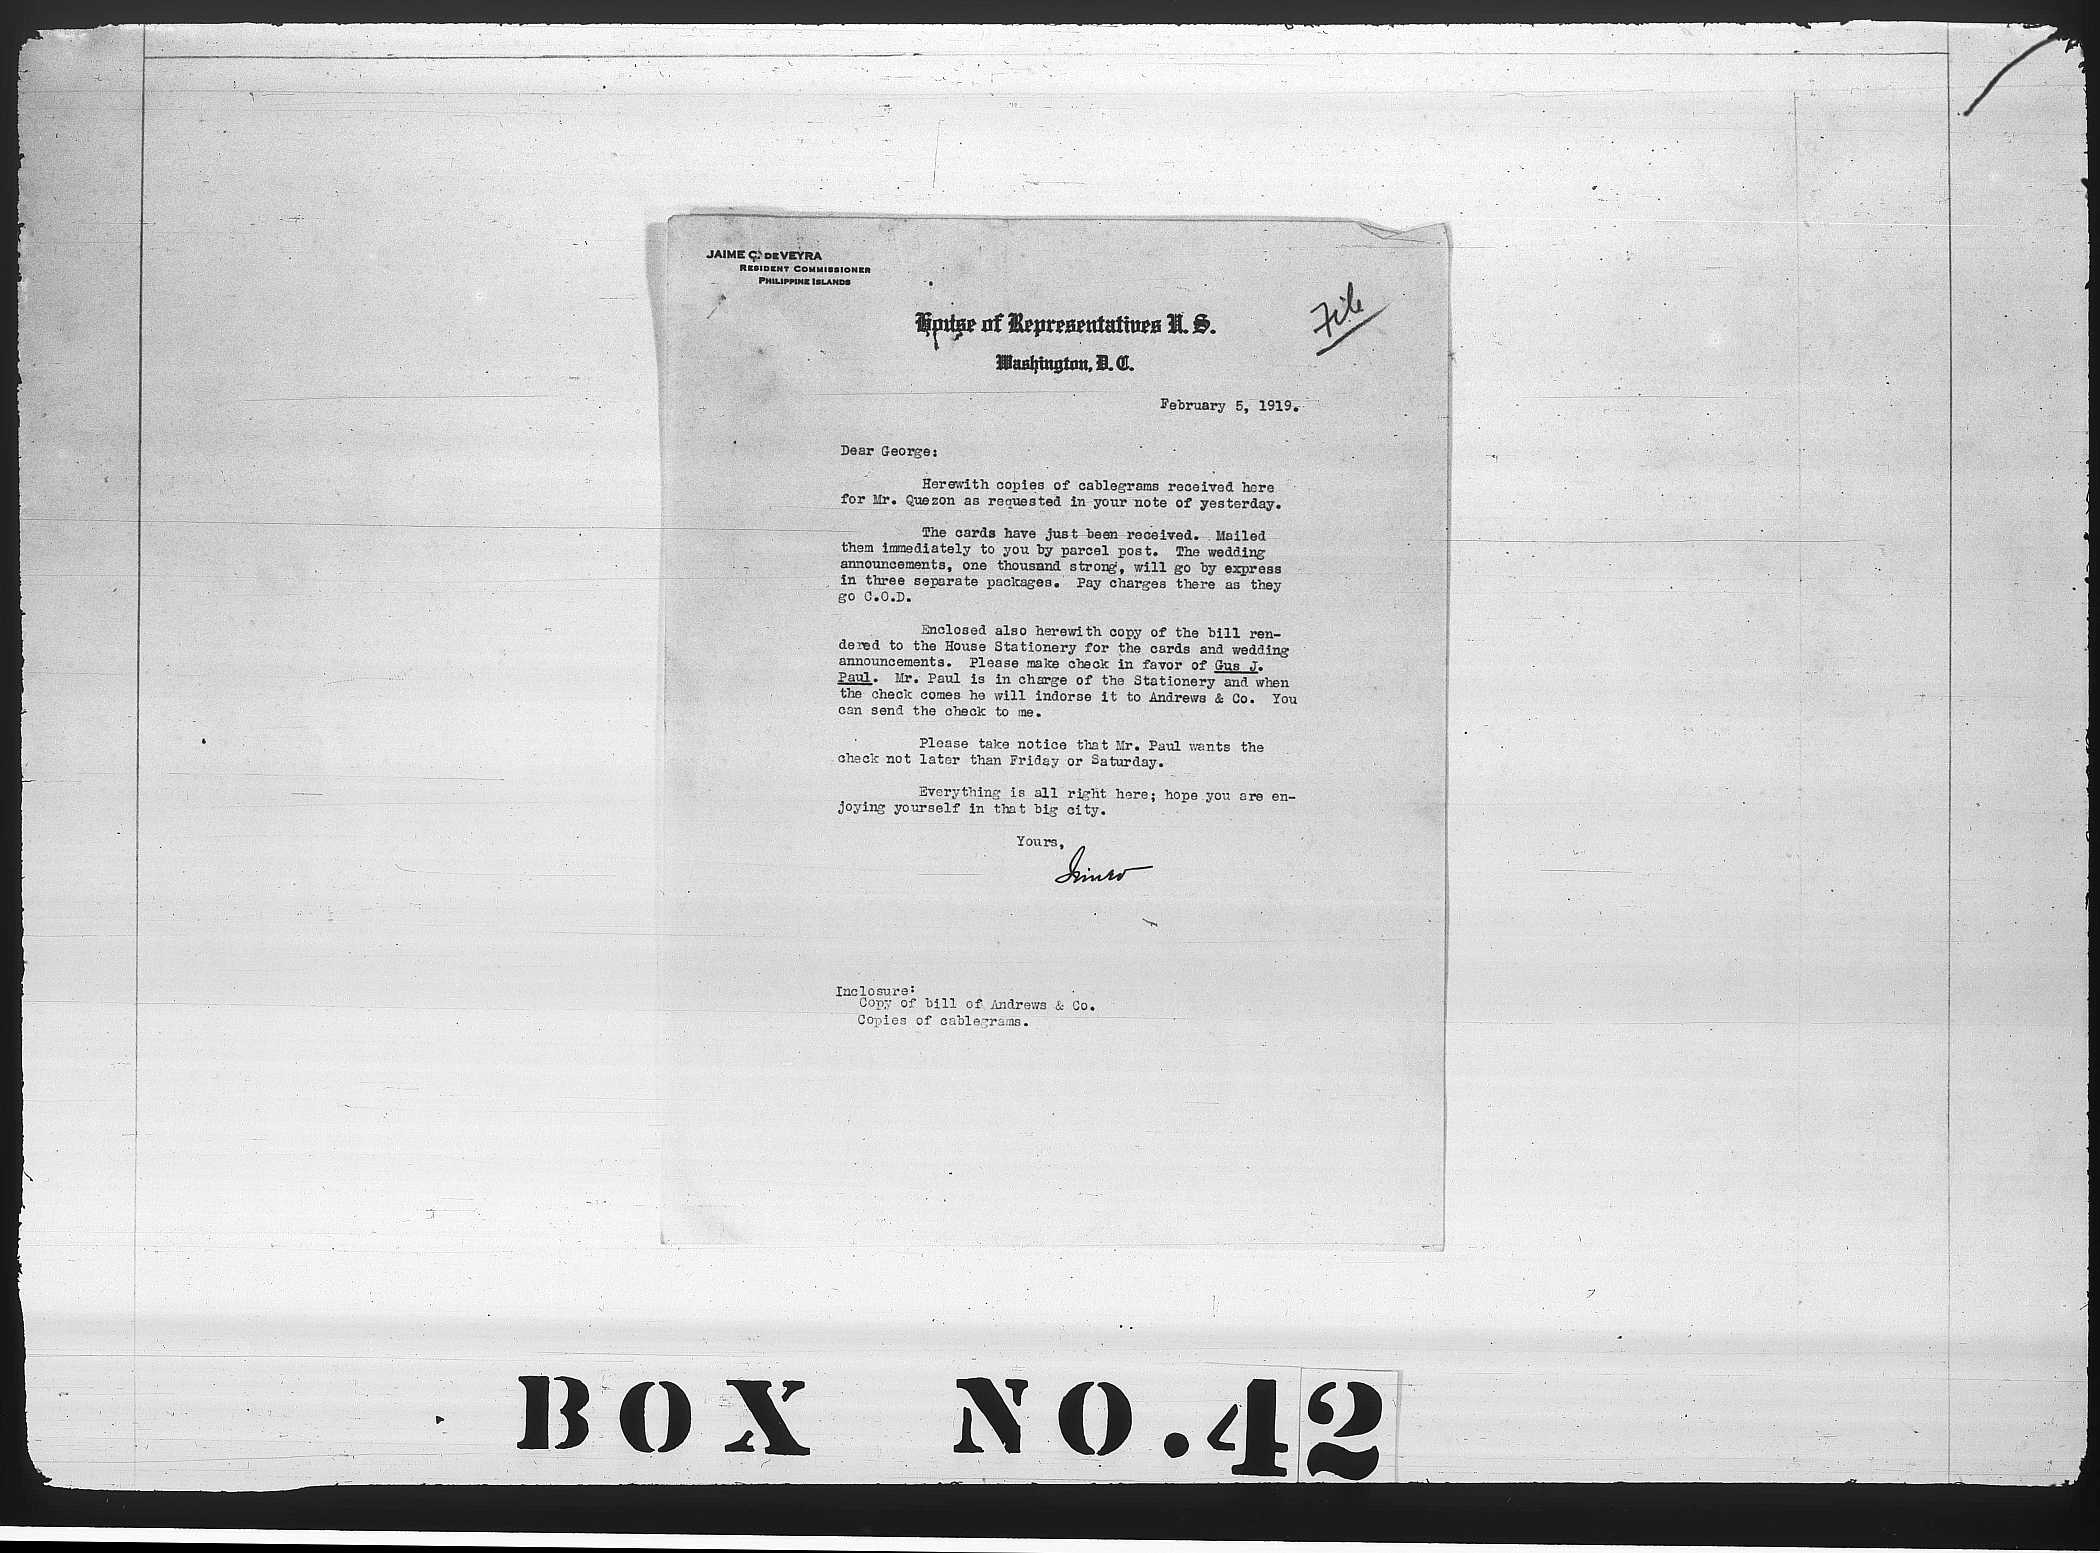 JAIME C. DEVEYRA
RESIDENT COMMISSIONER
PHILIPPINE ISLANDS
File
House of Representatives U. S.
Washington, D. C.
February 5, 1919.
Dear George:
Herewith copies of cablegrams received here
for Mr. Quezon as requested in your note of yesterday.
The cards have just been received. Mailed
them immediately to you by parcel post. The wedding
announcements, one thousand strong, will go by express
in three separate packages. Pay charges there as they
go C.O.D.
Enclosed also herewith copy of the bill ren-
dered to the House Stationery for the cards and wedding
announcements. Please make check in favor of Gus J.
Paul. Mr. Paul is in charge of the Stationery and when
the check comes he will indorse it to Andrews & Co. You
can send the check to me.
Please take notice that Mr. Paul wants the
check not later than Friday or Saturday.
Everything is all right here; hope you are en-
joying yourself in that big city.
Yours,
Inclosure:
Copy of bill of Andrews & Co.
Copies of cablegrams.
BOX NO.42